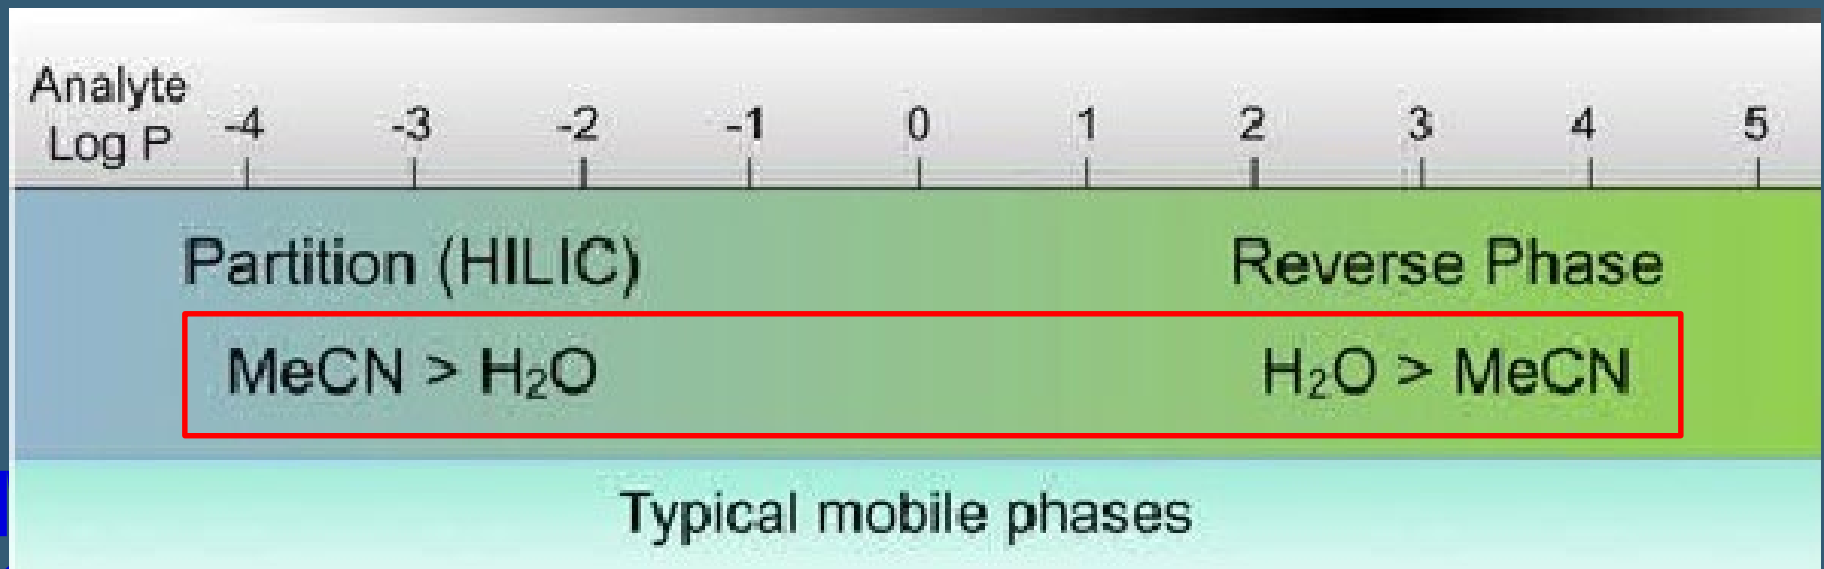 Analyte
Log P -4 -3 -2 -1 0 1 2 3 4 5
Partition (HILIC) Reverse Phase
MeCN > H₂O H₂O > MeCN
Typical mobile phases